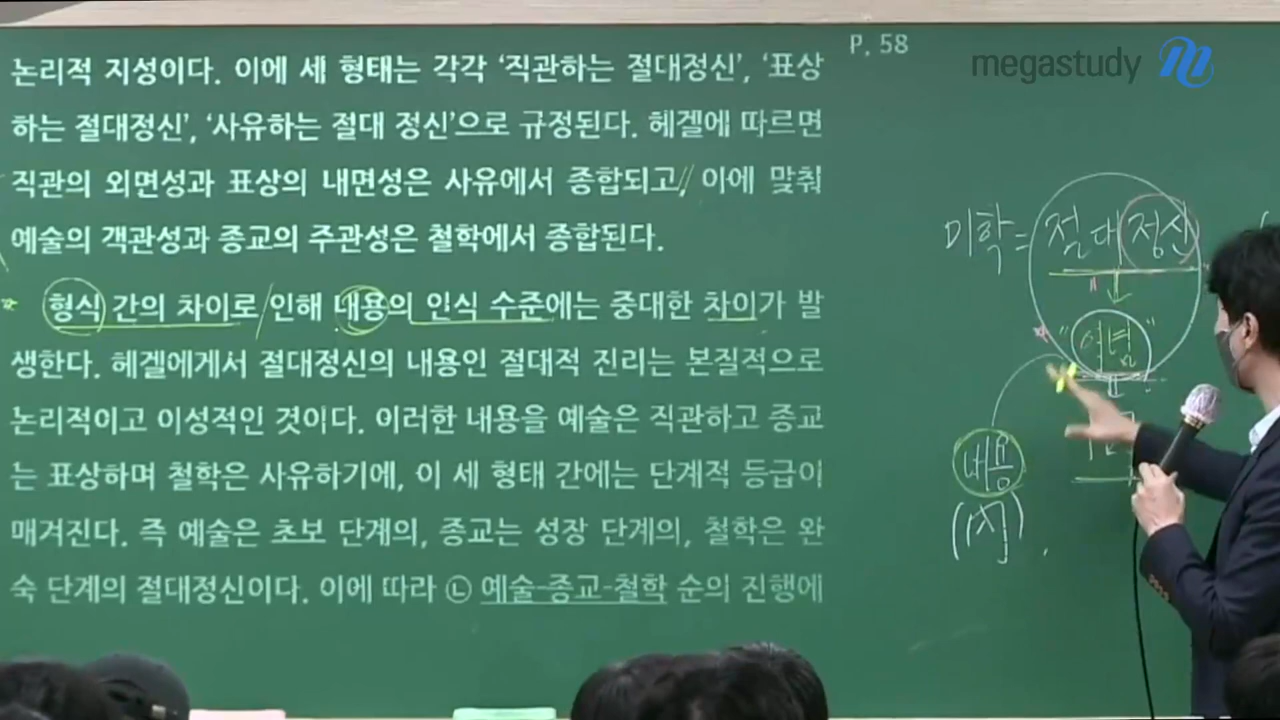 논리적 지성이다. 이에 세 형태는 각각 ‘직관하는 절대정신’, ‘표상
하는 절대정신’, ‘사유하는 절대 정신’으로 규정된다. 헤겔에 따르면
직관의 외면성과 표상의 내면성은 사유에서 종합되고, 이에 맞춰
예술의 객관성과 종교의 주관성은 철학에서 종합된다.
형식 간의 차이로 인해 내용의 인식 수준에는 중대한 차이가 발
생한다. 헤겔에게서 절대정신의 내용인 절대적 진리는 본질적으로
논리적이고 이성적인 것이다. 이러한 내용을 예술은 직관하고 종교
는 표상하며 철학은 사유하기에, 이 세 형태 간에는 단계적 등급이
매겨진다. 즉 예술은 초보 단계의, 종교는 성장 단계의, 철학은 완
숙 단계의 절대정신이다. 이에 따라 ㉡ 예술-종교-철학 순의 진행에
P. 58
megastudy
미학 = 절대정신
내용